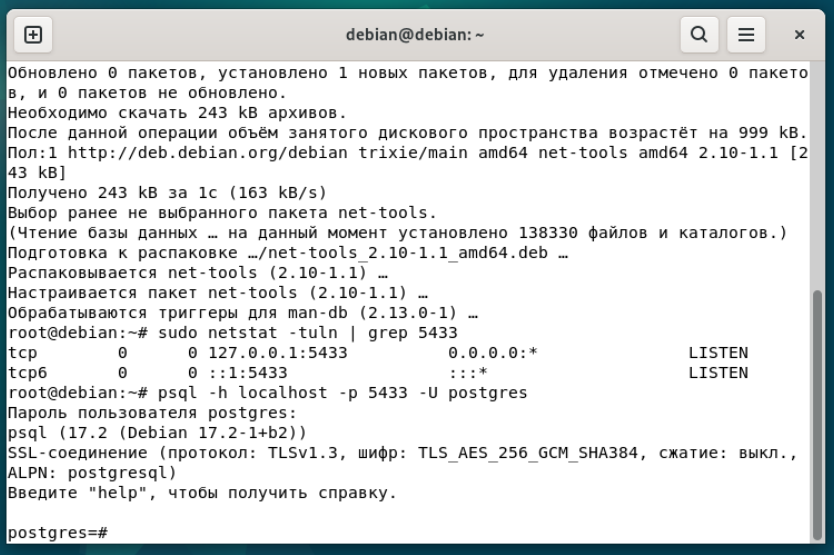 debian@debian: ~
Обновлено 0 пакетов, установлено 1 новых пакетов, для удаления отмечено 0 пакето
в, и 0 пакетов не обновлено.
Необходимо скачать 243 kB архивов.
После данной операции объём занятого дискового пространства возрастёт на 999 kB.
Пол:1 http://deb.debian.org/debian trixie/main amd64 net-tools amd64 2.10-1.1 [2
43 kB]
Получено 243 kB за 1с (163 kB/s)
Выбор ранее не выбранного пакета net-tools.
(Чтение базы данных … на данный момент установлено 138330 файлов и каталогов.)
Подготовка к распаковке …/net-tools_2.10-1.1_amd64.deb …
Распаковывается net-tools (2.10-1.1) …
Настраивается пакет net-tools (2.10-1.1) …
Обрабатываются триггеры для man-db (2.13.0-1) …
root@debian:~# sudo netstat -tuln | grep 5433
tcp        0      0 127.0.0.1:5433          0.0.0.0:*               LISTEN
tcp6       0      0 ::1:5433                :::*                    LISTEN
root@debian:~# psql -h localhost -p 5433 -U postgres
Пароль пользователя postgres:
psql (17.2 (Debian 17.2-1+b2))
SSL-соединение (протокол: TLSv1.3, шифр: TLS_AES_256_GCM_SHA384, сжатие: выкл.,
ALPN: postgresql)
Введите "help", чтобы получить справку.
postgres=#